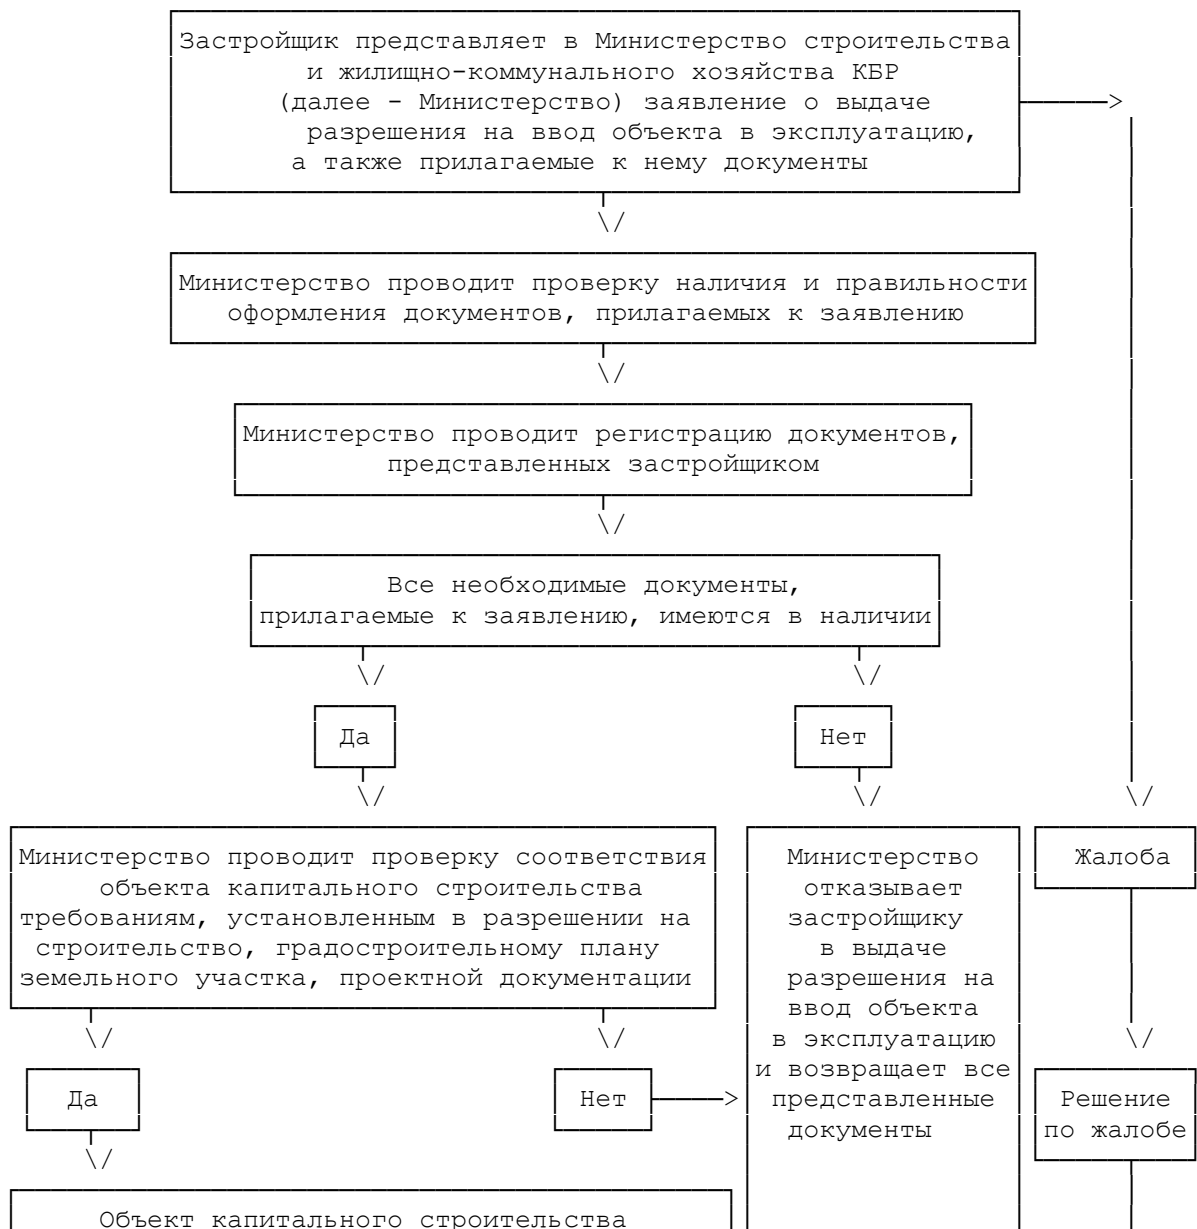 Застройщик представляет в Министерство строительства
и жилищно-коммунального хозяйства КБР
(далее - Министерство) заявление о выдаче
разрешения на ввод объекта в эксплуатацию,
а также прилагаемые к нему документы
Министерство проводит проверку наличия и правильности
оформления документов, прилагаемых к заявлению
Министерство проводит регистрацию документов,
представленных застройщиком
Все необходимые документы,
прилагаемые к заявлению, имеются в наличии
Да
Нет
Министерство проводит проверку соответствия
объекта капитального строительства
требованиям, установленным в разрешении на
строительство, градостроительному плану
земельного участка, проектной документации
Министерство
отказывает
застройщику
в выдаче
разрешения на
ввод объекта
в эксплуатацию
и возвращает все
представленные
документы
Жалоба
Да
Нет
Решение
по жалобе
Объект капитального строительства